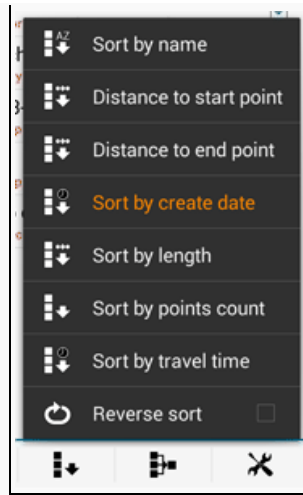 Sort by name
Distance to start point
Distance to end point
Sort by create date
Sort by length
Sort by points count
Sort by travel time
Reverse sort